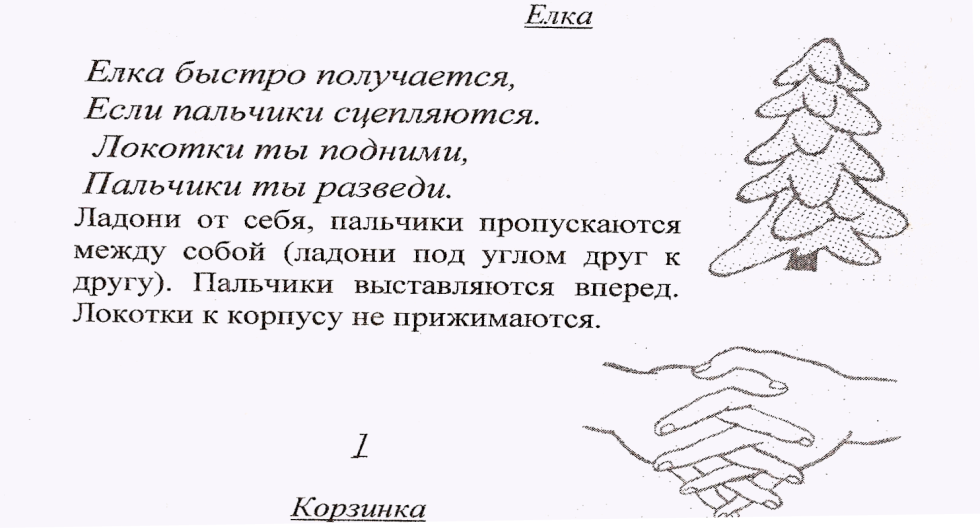 Елка
Елка быстро получается,
Если пальчики сцепляются.
Локотки ты подними,
Пальчики ты разведи.
Ладони от себя, пальчики пропускаются
между собой (ладони под углом друг к
другу). Пальчики выставляются вперед.
Локотки к корпусу не прижимаются.
1
Корзинка